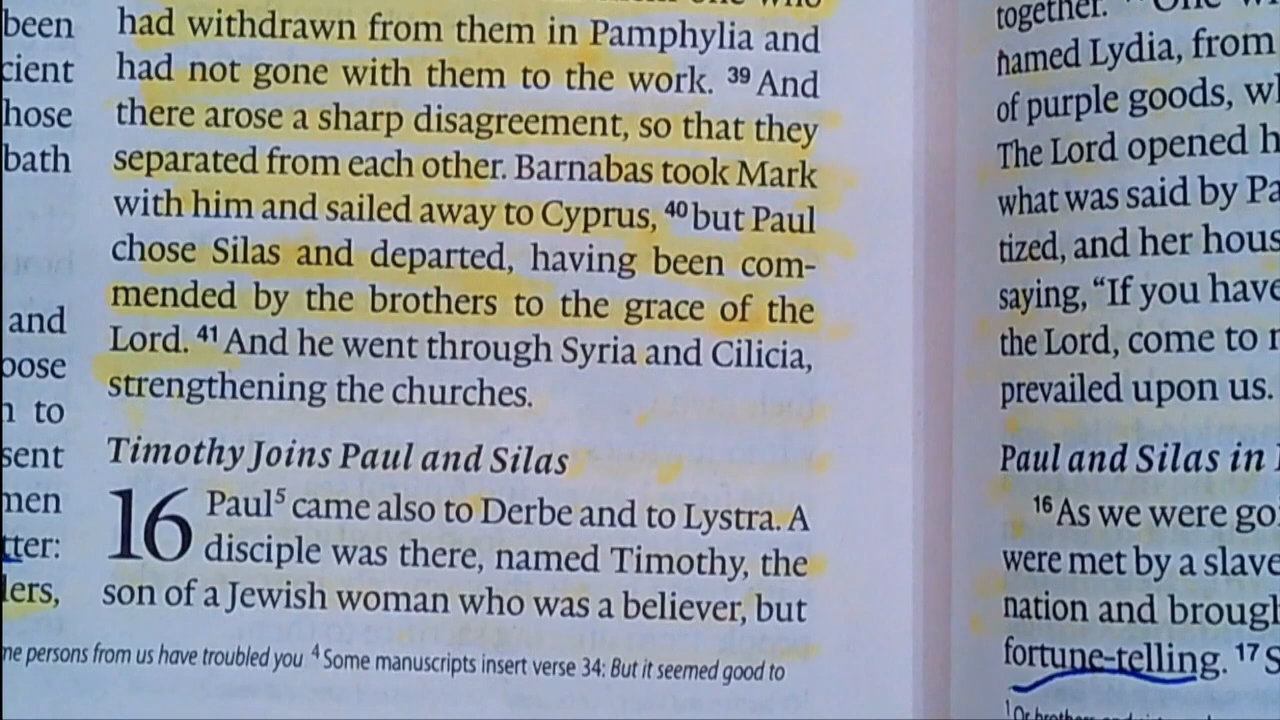 been
cient
hose
bath
and
pose
to
sent
men
tter:
lers,
had withdrawn from them in Pamphylia and
had not gone with them to the work. 39 And
there arose a sharp disagreement, so that they
separated from each other. Barnabas took Mark
with him and sailed away to Cyprus, 40 but Paul
chose Silas and departed, having been com-
mended by the brothers to the grace of the
Lord. 41 And he went through Syria and Cilicia,
strengthening the churches.
Timothy Joins Paul and Silas
16 Paul5 came also to Derbe and to Lystra. A
disciple was there, named Timothy, the
son of a Jewish woman who was a believer, but
me persons from us have troubled you 4 Some manuscripts insert verse 34: But it seemed good to
together.
named Lydia, from
of purple goods, wh
The Lord opened h
what was said by Pa
tized, and her hous
saying, “If you have
the Lord, come to
prevailed upon us.
Paul and Silas in
16 As we were go
were met by a slave
nation and brough
fortune-telling. 17 S
1 Or brothers and